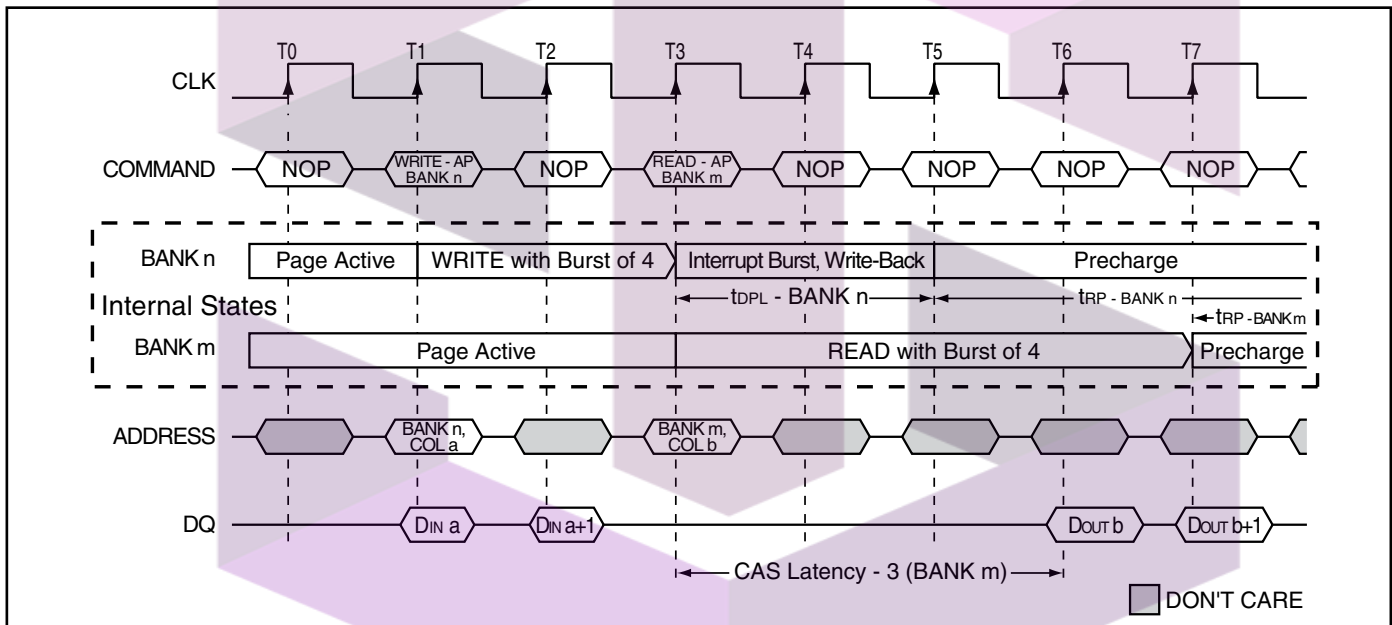 T0 T1 T2 T3 T4 T5 T6 T7
CLK
COMMAND NOP WRITE - AP BANK n NOP READ - AP BANK m NOP NOP NOP NOP
BANK n Page Active WRITE with Burst of 4 Interrupt Burst, Write-Back Precharge
tDPL - BANK n tRP - BANK n
Internal States
tRP - BANK m
BANK m Page Active READ with Burst of 4 Precharge
ADDRESS BANK n, COL a BANK m, COL b
DQ DIN a DIN a+1 DOUT b DOUT b+1
CAS Latency - 3 (BANK m)
DON'T CARE